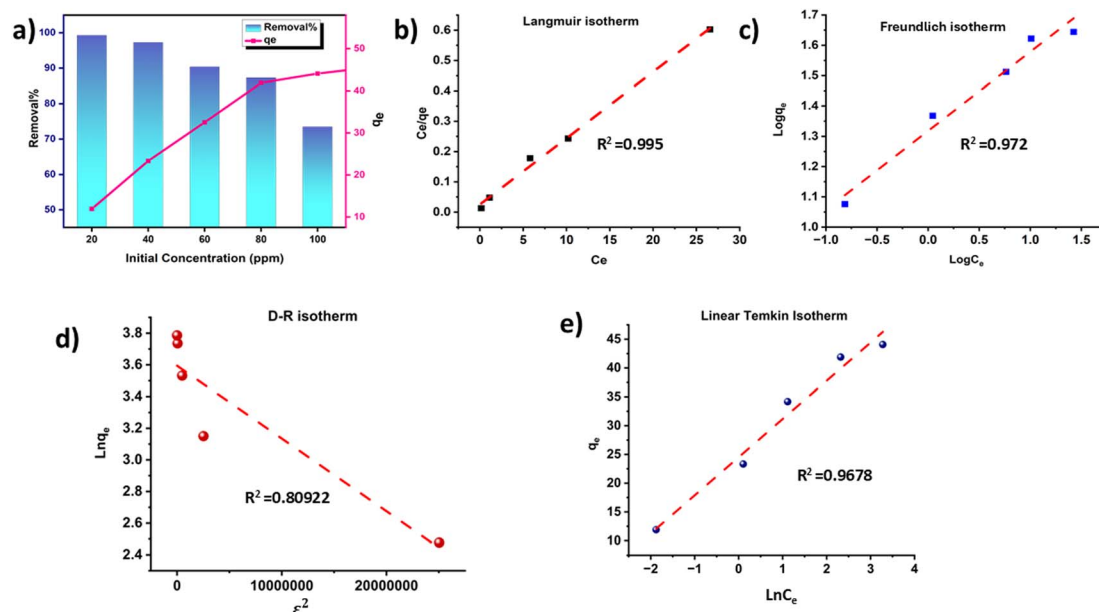 a)
Removal%
qe
100
90
80
70
60
50
Removal%
50
40
30
20
10
qe
20 40 60 80 100
Initial Concentration (ppm)
b)
Langmuir isotherm
0.6
0.5
0.4
0.3
0.2
0.1
0.0
Ce/qe
R² =0.995
0 5 10 15 20 25 30
Ce
c)
Freundlich isotherm
1.7
1.6
1.5
1.4
1.3
1.2
1.1
1.0
Logqₑ
R² =0.972
−1.0 −0.5 0.0 0.5 1.0 1.5
LogCₑ
d)
D-R isotherm
3.8
3.6
3.4
3.2
3.0
2.8
2.6
2.4
Lnqₑ
R² =0.80922
0 10000000 20000000
ε²
e)
Linear Temkin Isotherm
45
40
35
30
25
20
15
10
qₑ
R² =0.9678
−2 −1 0 1 2 3
LnCₑ